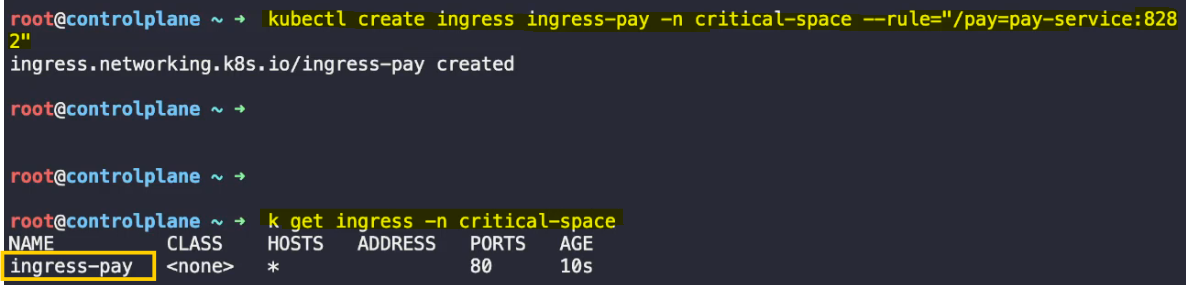 root@controlplane ~ ➜  kubectl create ingress ingress-pay -n critical-space --rule="/pay=pay-service:828
2"
ingress.networking.k8s.io/ingress-pay created
root@controlplane ~ ➜
root@controlplane ~ ➜
root@controlplane ~ ➜  k get ingress -n critical-space
NAME          CLASS    HOSTS   ADDRESS   PORTS   AGE
ingress-pay   <none>   *                 80      10s